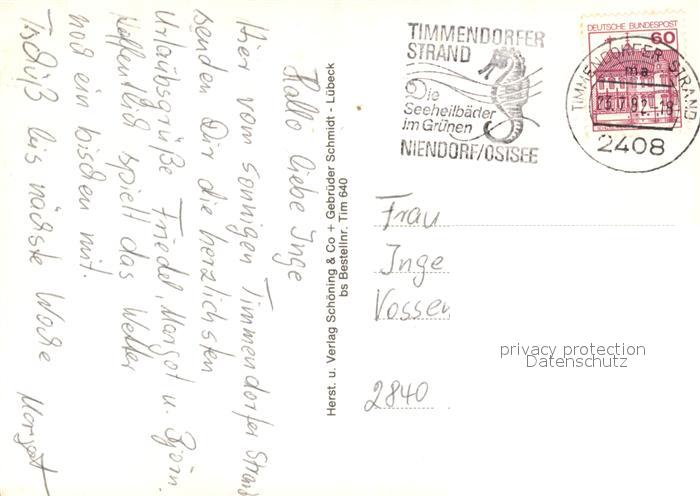 Hallo liebe Inge
Hier vom sonnigen Timmendorfer Strand
senden Dir die herzlichsten
Urlaubsgrüße Friedel, Margot u. Björn.
Hoffentlich spielt das Wetter
noch ein bischen mit.
Tschüß bis nächste Woche
Margot
Herst. u. Verlag Schöning & Co + Gebrüder Schmidt - Lübeck
bs Bestellnr. Tim 640
TIMMENDORFER
STRAND
Die
Seeheilbäder
im Grünen
NIENDORF/OSTSEE
DEUTSCHE BUNDESPOST
60
TIMMENDORFER STRAND
ma
2408
Frau
Inge
Vossen
privacy protection
Datenschutz
2840